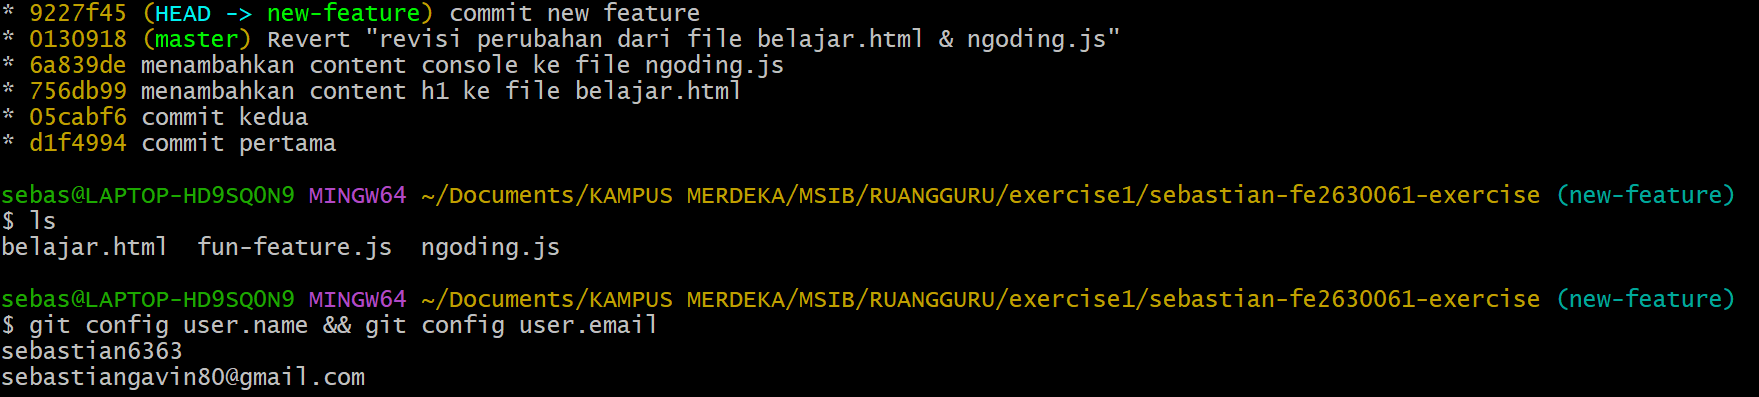 * 9227f45 (HEAD -> new-feature) commit new feature
* 0130918 (master) Revert "revisi perubahan dari file belajar.html & ngoding.js"
* 6a839de menambahkan content console ke file ngoding.js
* 756db99 menambahkan content h1 ke file belajar.html
* 05cabf6 commit kedua
* d1f4994 commit pertama
sebas@LAPTOP-HD9SQ0N9 MINGW64 ~/Documents/KAMPUS MERDEKA/MSIB/RUANGGURU/exercise1/sebastian-fe2630061-exercise (new-feature)
$ ls
belajar.html  fun-feature.js  ngoding.js
sebas@LAPTOP-HD9SQ0N9 MINGW64 ~/Documents/KAMPUS MERDEKA/MSIB/RUANGGURU/exercise1/sebastian-fe2630061-exercise (new-feature)
$ git config user.name && git config user.email
sebastian6363
sebastiangavin80@gmail.com